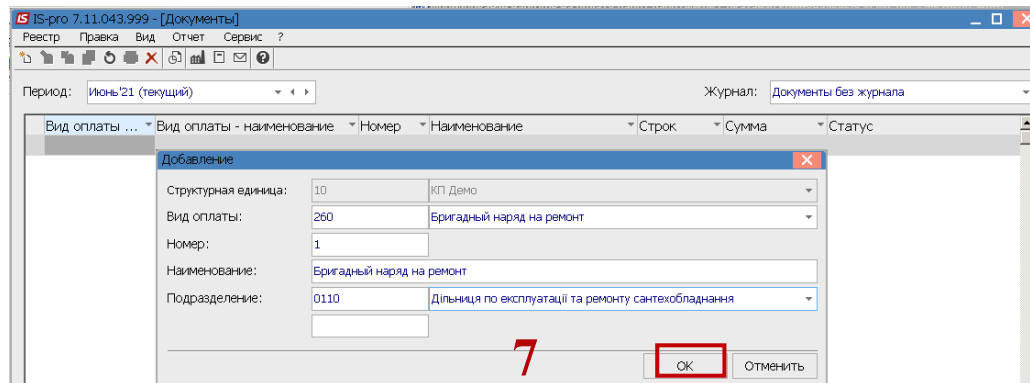 IS-pro 7.11.043.999 - [Документы]
Реестр Правка Вид Отчет Сервис ?
Период: Июнь'21 (текущий) Журнал: Документы без журнала
Вид оплаты ... Вид оплаты - наименование Номер Наименование Строк Сумма Статус
Добавление
Структурная единица: 10 КП Демо
Вид оплаты: 260 Бригадный наряд на ремонт
Номер: 1
Наименование: Бригадный наряд на ремонт
Подразделение: 0110 Дільниця по експлуатації та ремонту сантехобладнання
7
OK Отменить